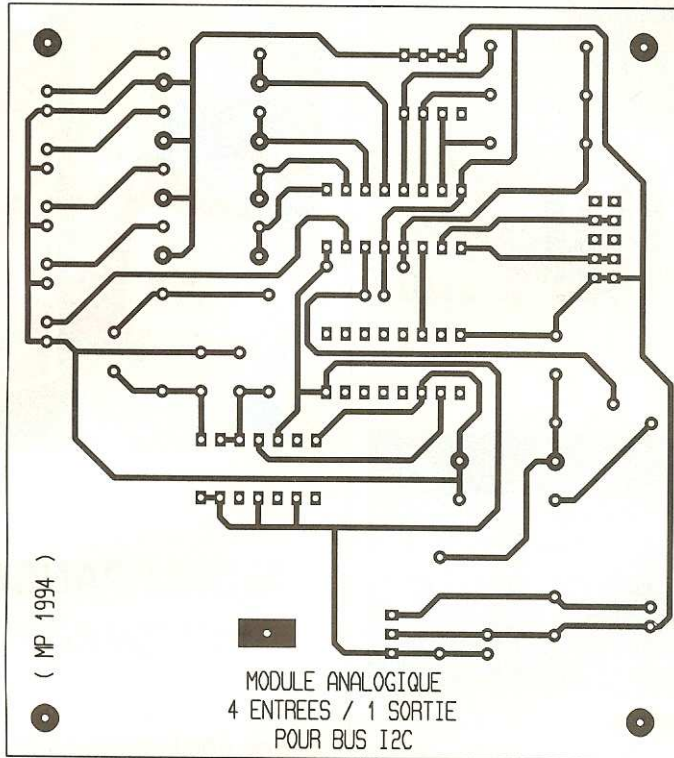 ( MP 1994 )
MODULE ANALOGIQUE
4 ENTREES / 1 SORTIE
POUR BUS I2C